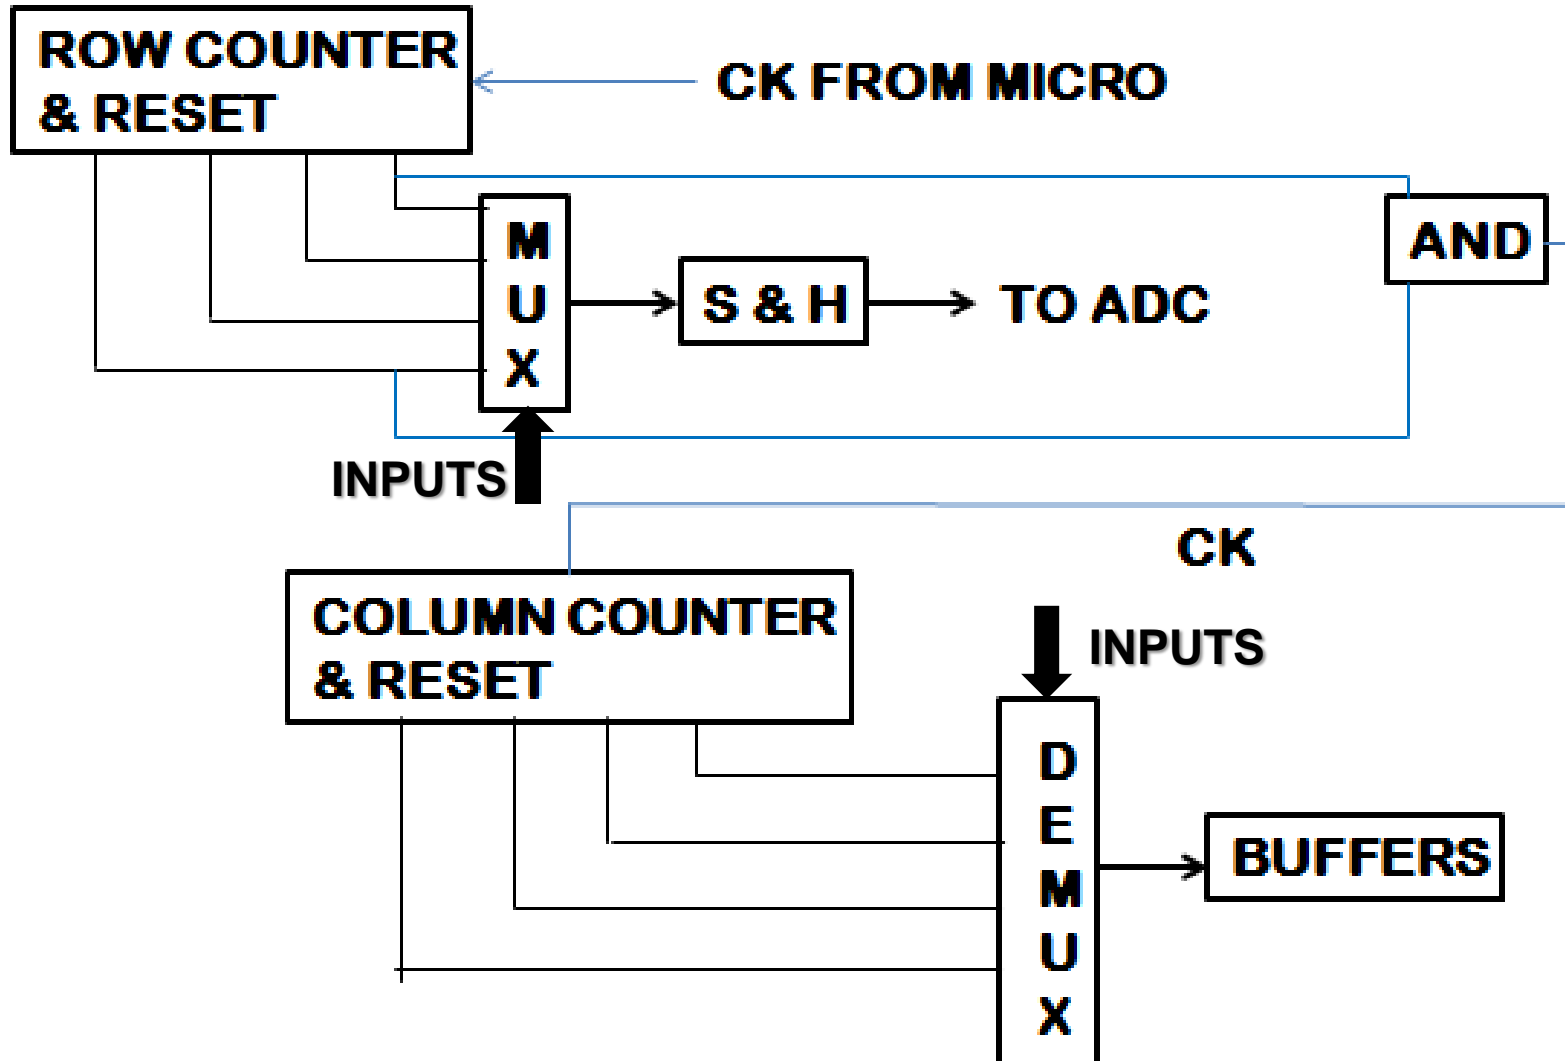 ROW COUNTER
& RESET
CK FROM MICRO
M
U
X
S & H
TO ADC
AND
INPUTS
CK
COLUMN COUNTER
& RESET
INPUTS
D
E
M
U
X
BUFFERS